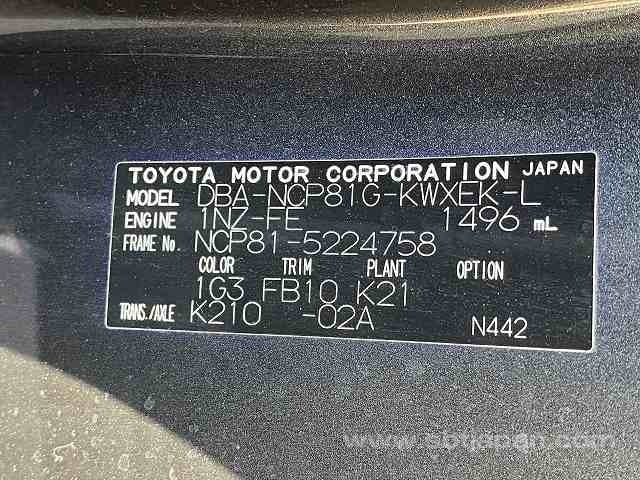 TOYOTA MOTOR CORPORATION JAPAN
MODEL DBA-NCP81G-KWXEK-L
ENGINE 1NZ-FE 1496 mL
FRAME No. NCP81-5224758
COLOR TRIM PLANT OPTION
1G3 FB10 K21
TRANS./AXLE K210 -02A N442
www.sbtjapan.com